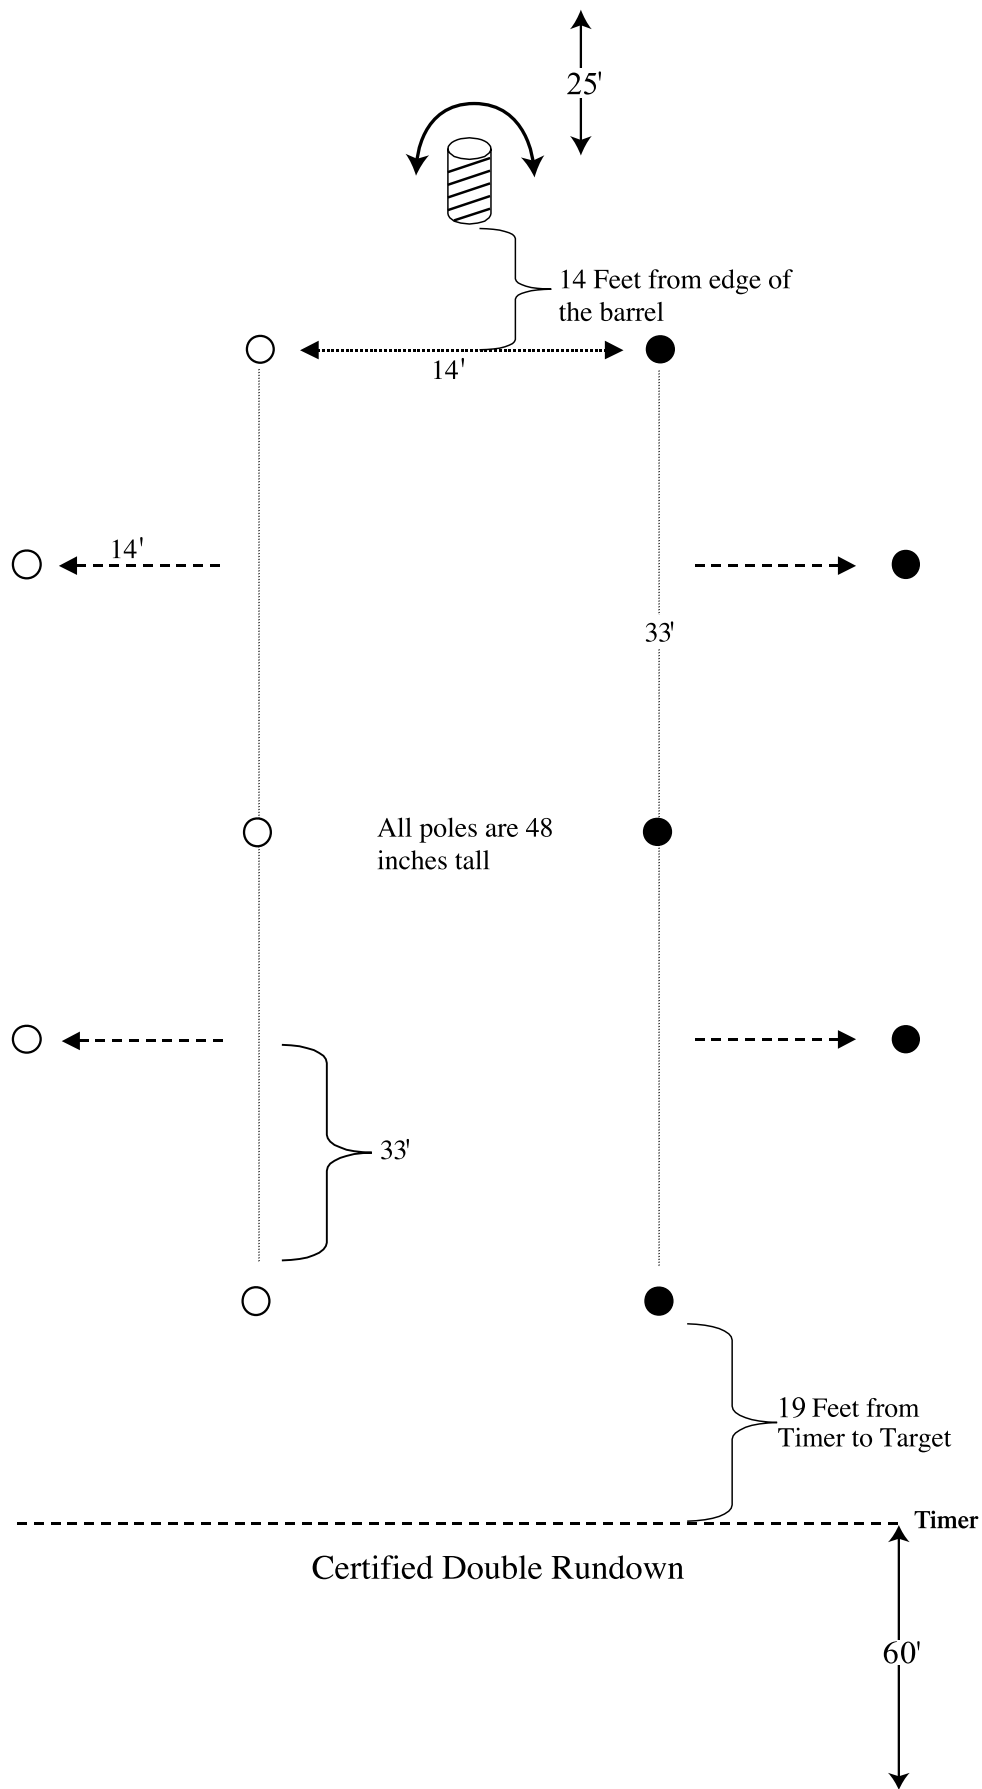 25'
14 Feet from edge of
the barrel
14'
14'
33'
All poles are 48
inches tall
33'
19 Feet from
Timer to Target
Timer
Certified Double Rundown
60'